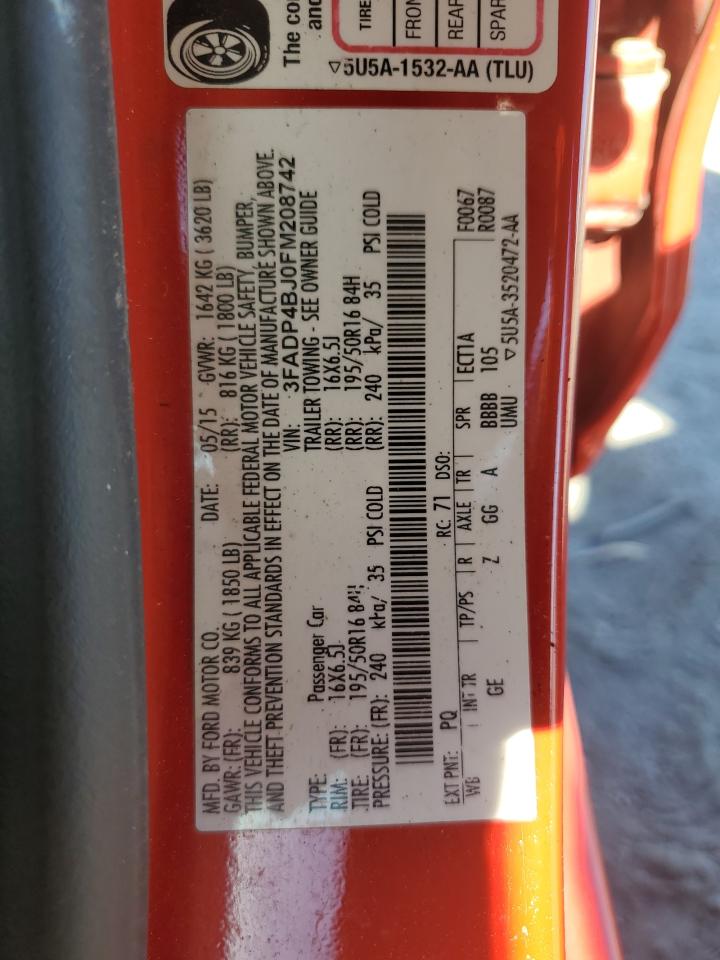 The co
and
TIRE
FRON
REAR
SPAR
▽5U5A-1532-AA (TLU)
MFD. BY FORD MOTOR CO. DATE: 05/15 GVWR: 1642 KG ( 3620 LB)
GAWR: (FR): 839 KG ( 1850 LB) (RR): 816 KG ( 1800 LB)
THIS VEHICLE CONFORMS TO ALL APPLICABLE FEDERAL MOTOR VEHICLE SAFETY, BUMPER,
AND THEFT PREVENTION STANDARDS IN EFFECT ON THE DATE OF MANUFACTURE SHOWN ABOVE.
VIN: 3FADP4BJ0FM208742
TYPE: Passenger Car TRAILER TOWING - SEE OWNER GUIDE
RIM: (FR): 16X6.5J (RR): 16X6.5J
TIRE: (FR): 195/50R16 84H (RR): 195/50R16 84H
PRESSURE: (FR): 240 kPa/ 35 PSI COLD (RR): 240 kPa/ 35 PSI COLD
EXT PNT: PQ RC: 71 DSO: F0067
WB INT TR TP/PS R AXLE TR SPR ECT1A R0087
GE Z GG A BBBB 105
UMU ▽5U5A-3520472-AA